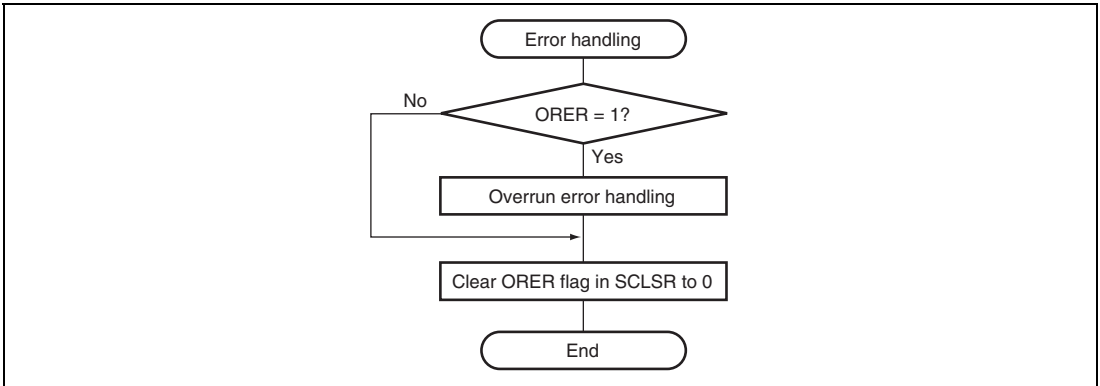 Error handling
No
ORER = 1?
Yes
Overrun error handling
Clear ORER flag in SCLSR to 0
End